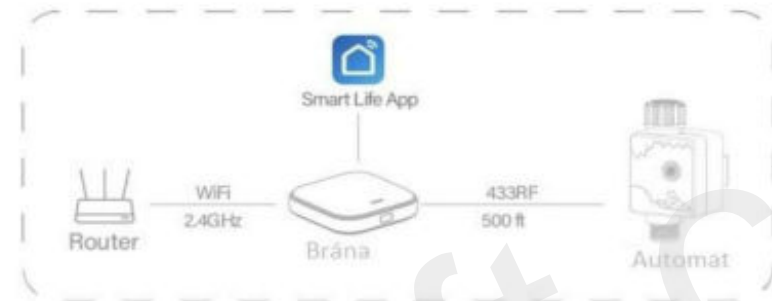 Smart Life App
WiFi
2.4GHz
433RF
500 ft
Router
Brána
Automat